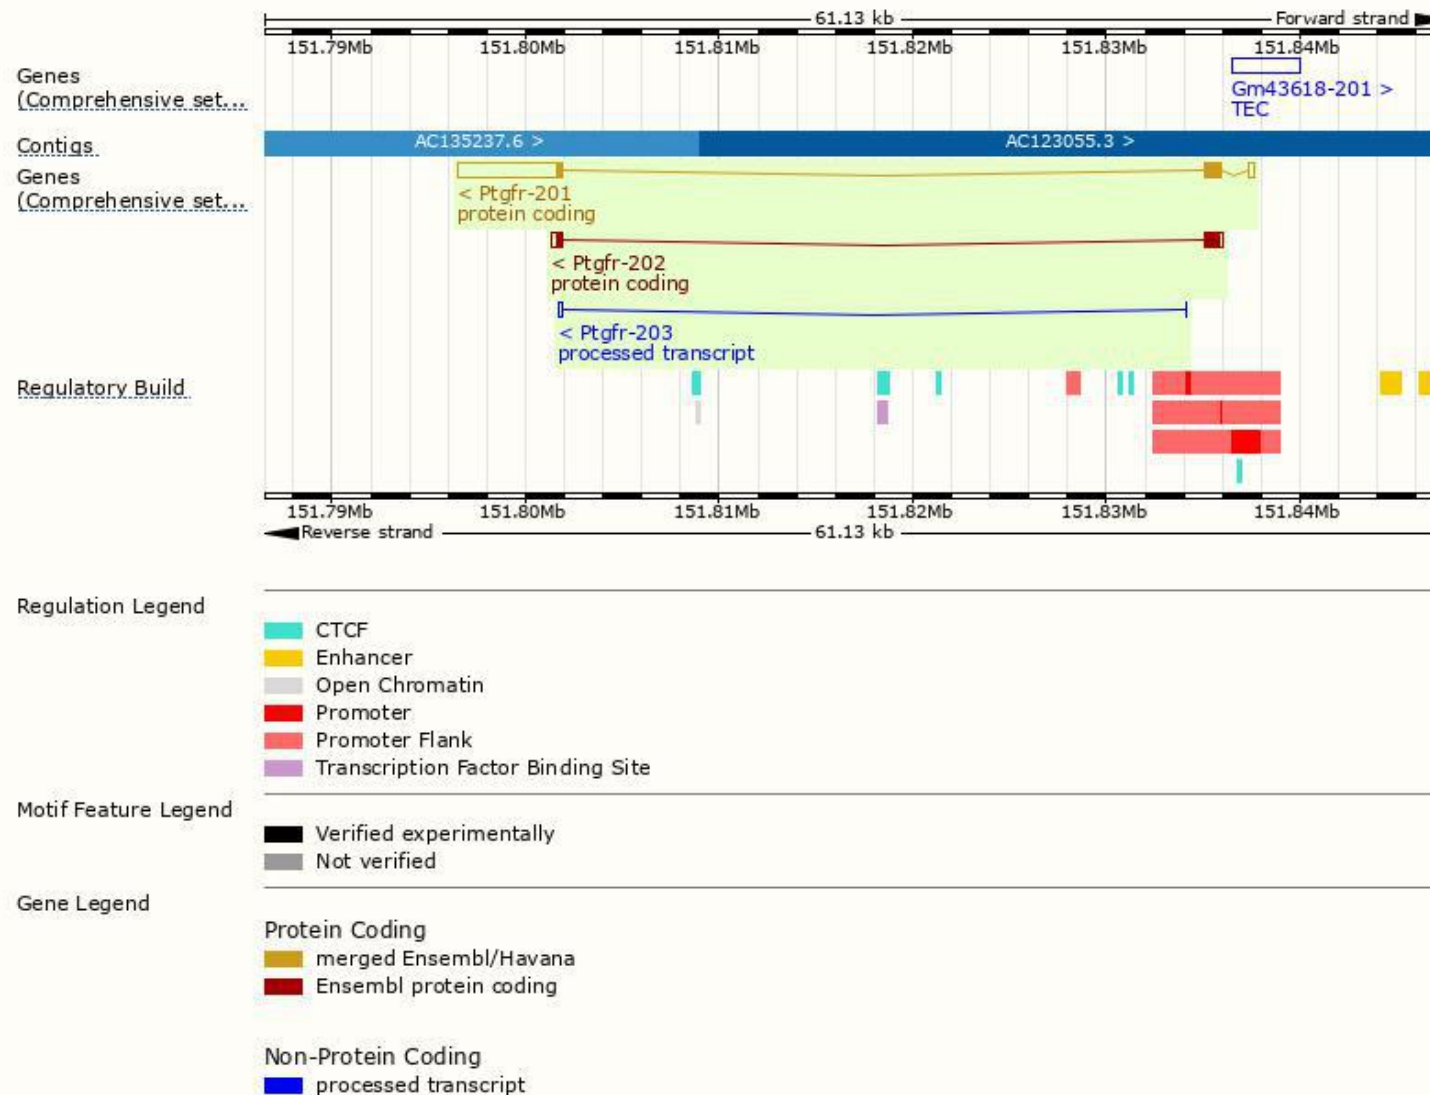 61.13 kb Forward strand
151.79Mb 151.80Mb 151.81Mb 151.82Mb 151.83Mb 151.84Mb
Genes
(Comprehensive set...
Gm43618-201 >
TEC
Contigs
AC135237.6 > AC123055.3 >
Genes
(Comprehensive set...
< Ptgfr-201
protein coding
< Ptgfr-202
protein coding
< Ptgfr-203
processed transcript
Regulatory Build
151.79Mb 151.80Mb 151.81Mb 151.82Mb 151.83Mb 151.84Mb
Reverse strand 61.13 kb
Regulation Legend
CTCF
Enhancer
Open Chromatin
Promoter
Promoter Flank
Transcription Factor Binding Site
Motif Feature Legend
Verified experimentally
Not verified
Gene Legend
Protein Coding
merged Ensembl/Havana
Ensembl protein coding
Non-Protein Coding
processed transcript